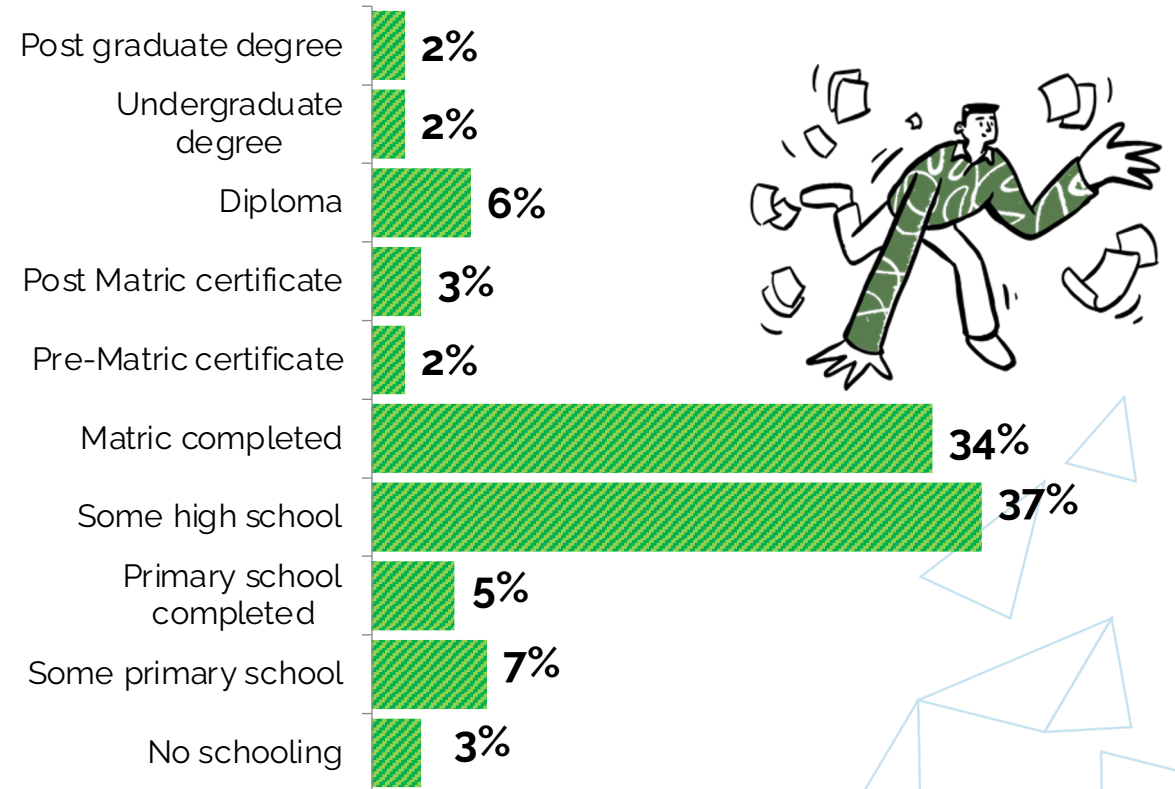 Post graduate degree
2%
Undergraduate
degree
2%
Diploma
6%
Post Matric certificate
3%
Pre-Matric certificate
2%
Matric completed
34%
Some high school
37%
Primary school
completed
5%
Some primary school
7%
No schooling
3%